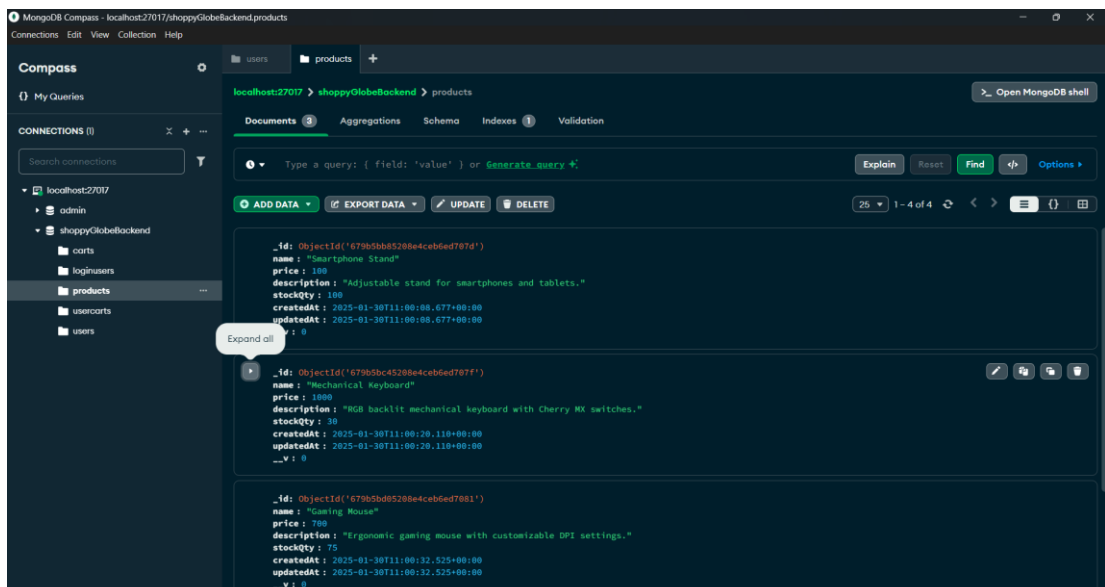 MongoDB Compass - localhost:27017/shoppyGlobeBackend.products
Connections Edit View Collection Help
Compass
{} My Queries
CONNECTIONS (1)
Search connections
localhost:27017
admin
shoppyGlobeBackend
carts
loginusers
products
usercarts
users
users products
localhost:27017 > shoppyGlobeBackend > products
>_ Open MongoDB shell
Documents 3 Aggregations Schema Indexes 1 Validation
Type a query: { field: 'value' } or Generate query
Explain Reset Find </> Options
ADD DATA EXPORT DATA UPDATE DELETE
25 1 – 4 of 4 {}
_id: ObjectId('679b5bb85208e4ceb6ed707d')
name : "Smartphone Stand"
price : 100
description : "Adjustable stand for smartphones and tablets."
stockQty : 100
createdAt : 2025-01-30T11:00:08.677+00:00
updatedAt : 2025-01-30T11:00:08.677+00:00
v : 0
Expand all
_id: ObjectId('679b5bc45208e4ceb6ed707f')
name : "Mechanical Keyboard"
price : 1000
description : "RGB backlit mechanical keyboard with Cherry MX switches."
stockQty : 30
createdAt : 2025-01-30T11:00:20.110+00:00
updatedAt : 2025-01-30T11:00:20.110+00:00
__v : 0
_id: ObjectId('679b5bd05208e4ceb6ed7081')
name : "Gaming Mouse"
price : 700
description : "Ergonomic gaming mouse with customizable DPI settings."
stockQty : 75
createdAt : 2025-01-30T11:00:32.525+00:00
updatedAt : 2025-01-30T11:00:32.525+00:00
__v : 0